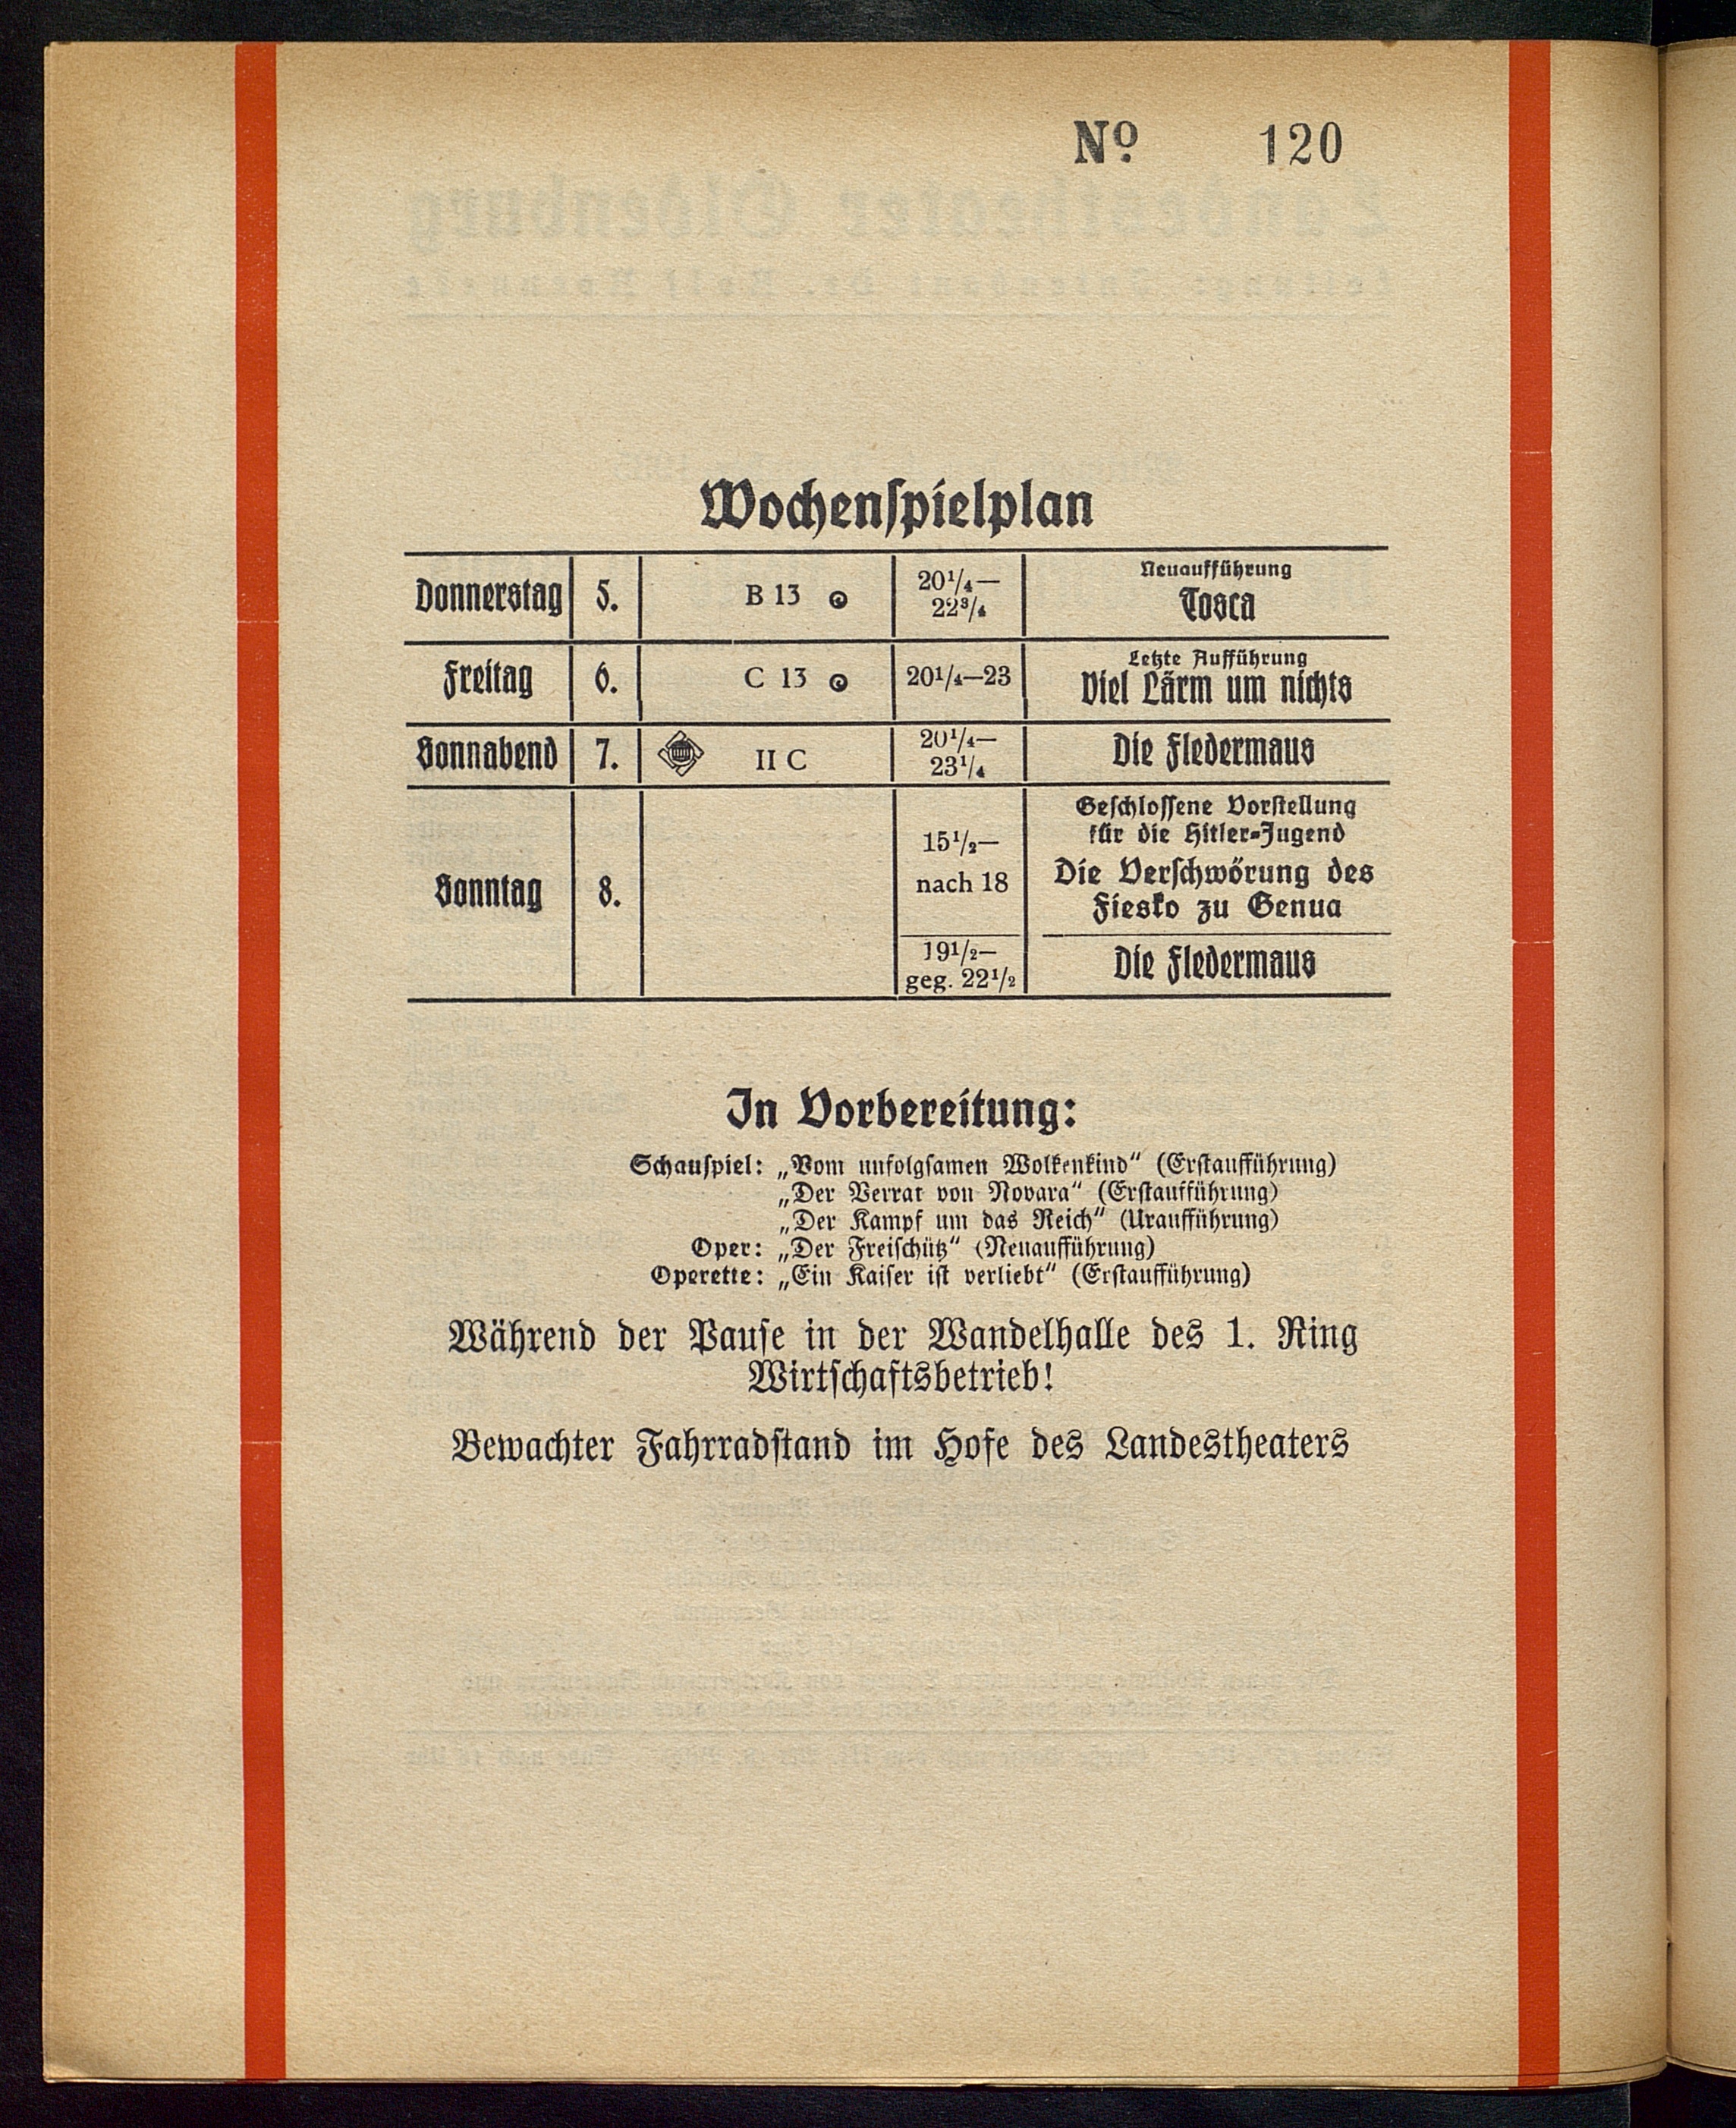 Nº 120
Wochenspielplan
Donnerstag 5. B 13 20¼— 22¾ Neuaufführung Tosca
Freitag 6. C 13 20¼—23 Letzte Aufführung Viel Lärm um nichts
Sonnabend 7. II C 20¼— 23¼ Die Fledermaus
Sonntag 8. 15½— nach 18 Geschlossene Vorstellung
für die Hitler-Jugend
Die Verschwörung des
Fiesko zu Genua
19½— geg. 22½ Die Fledermaus
In Vorbereitung:
Schauspiel: „Vom unfolgsamen Wolkenkind“ (Erstaufführung)
„Der Verrat von Novara“ (Erstaufführung)
„Der Kampf um das Reich“ (Uraufführung)
Oper: „Der Freischütz“ (Neuaufführung)
Operette: „Ein Kaiser ist verliebt“ (Erstaufführung)
Während der Pause in der Wandelhalle des 1. Ring
Wirtschaftsbetrieb!
Bewachter Fahrradstand im Hofe des Landestheaters